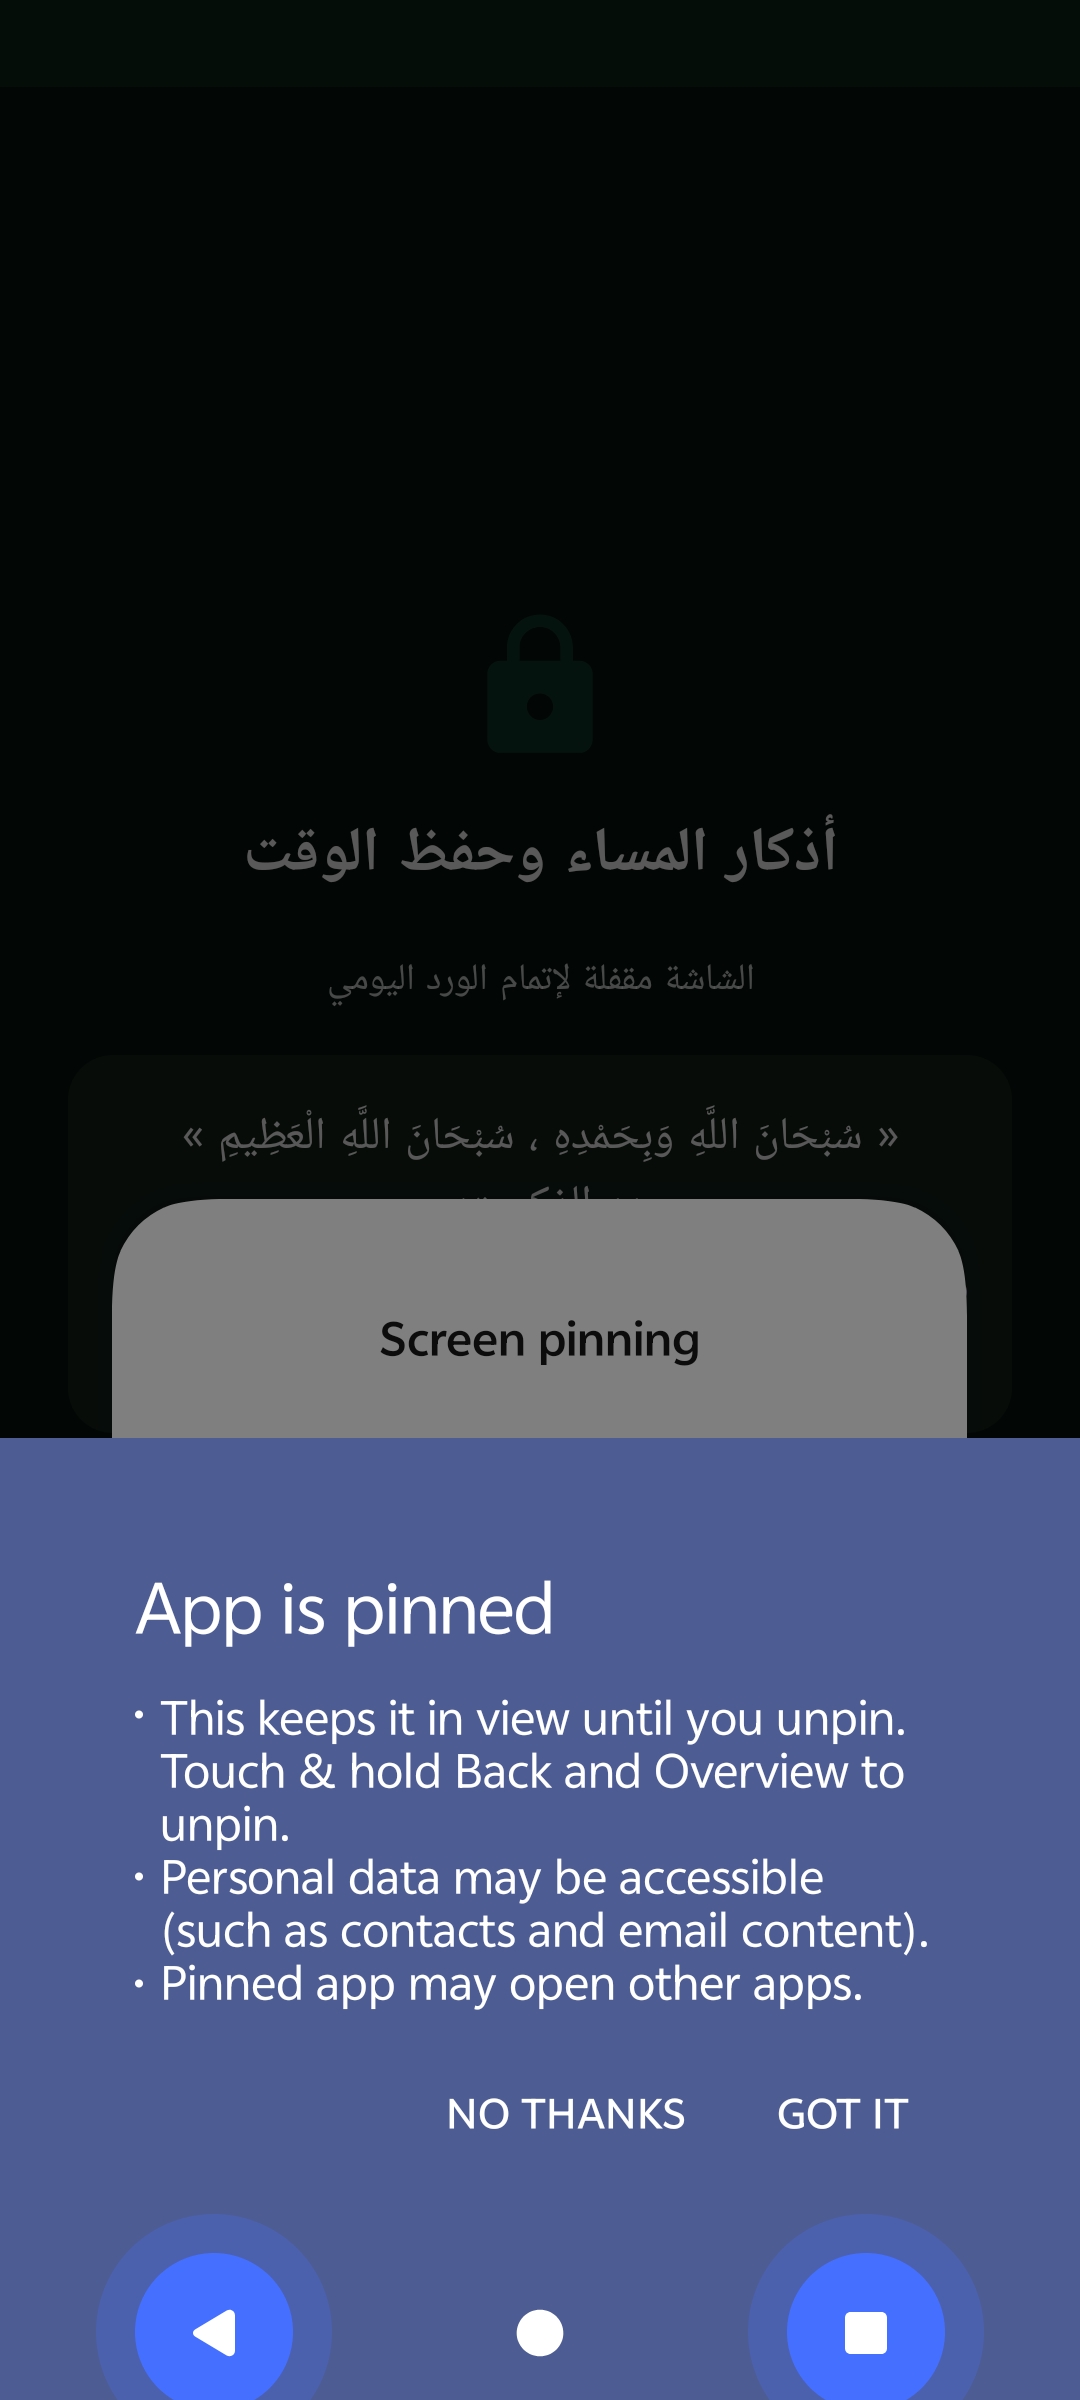 أذكار المساء وحفظ الوقت
الشاشة مقفلة لإتمام الورد اليومي
« سُبْحَانَ اللَّهِ وَبِحَمْدِهِ ، سُبْحَانَ اللَّهِ الْعَظِيمِ »
Screen pinning
App is pinned
· This keeps it in view until you unpin.
Touch & hold Back and Overview to
unpin.
· Personal data may be accessible
(such as contacts and email content).
· Pinned app may open other apps.
NO THANKS GOT IT